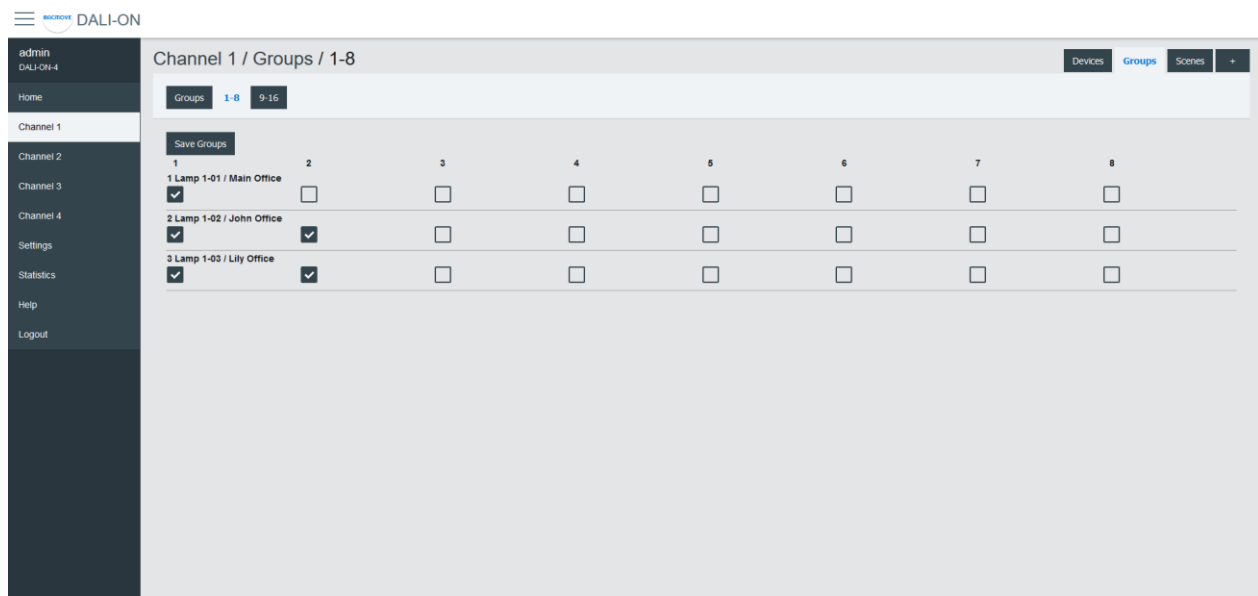 DALI-ON
admin
DALI-ON-4
Home
Channel 1
Channel 2
Channel 3
Channel 4
Settings
Statistics
Help
Logout
Channel 1 / Groups / 1-8
Devices Groups Scenes +
Groups 1-8 9-16
Save Groups
1 2 3 4 5 6 7 8
1 Lamp 1-01 / Main Office
2 Lamp 1-02 / John Office
3 Lamp 1-03 / Lily Office